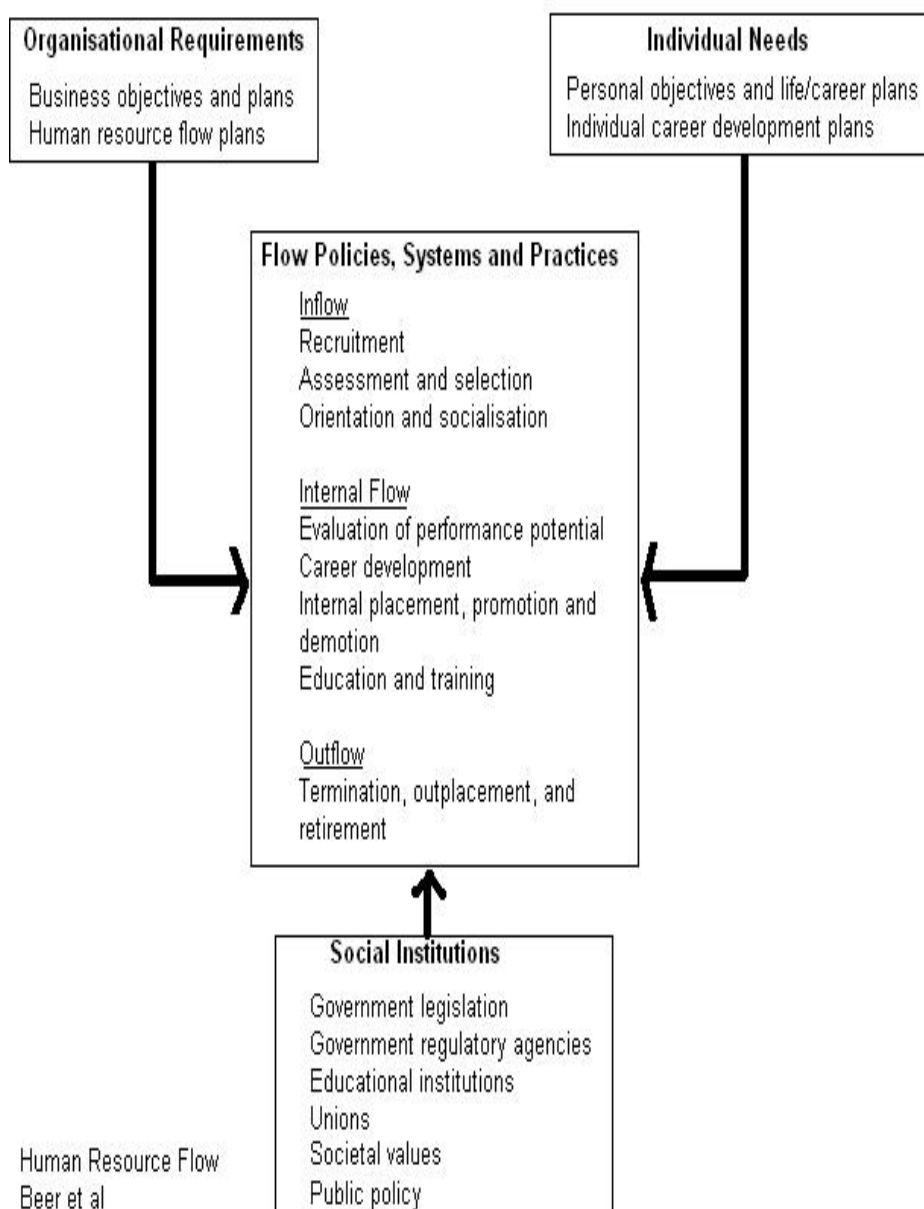 Organisational Requirements
Business objectives and plans
Human resource flow plans
Individual Needs
Personal objectives and life/career plans
Individual career development plans
Flow Policies, Systems and Practices
Inflow
Recruitment
Assessment and selection
Orientation and socialisation
Internal Flow
Evaluation of performance potential
Career development
Internal placement, promotion and
demotion
Education and training
Outflow
Termination, outplacement, and
retirement
Social Institutions
Government legislation
Government regulatory agencies
Educational institutions
Unions
Societal values
Public policy
Human Resource Flow
Beer et al